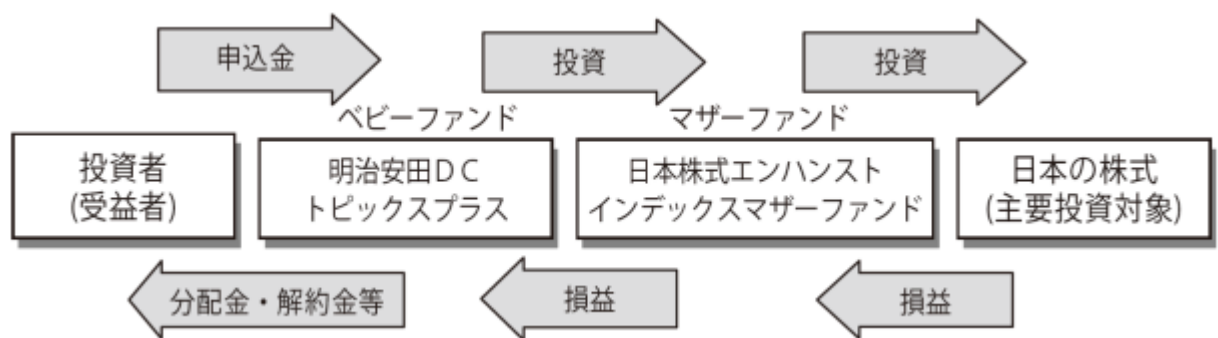 申込金
投資
投資
ベビーファンド
マザーファンド
投資者
(受益者)
明治安田ＤＣ
トピックスプラス
日本株式エンハンスト
インデックスマザーファンド
日本の株式
(主要投資対象)
分配金・解約金等
損益
損益